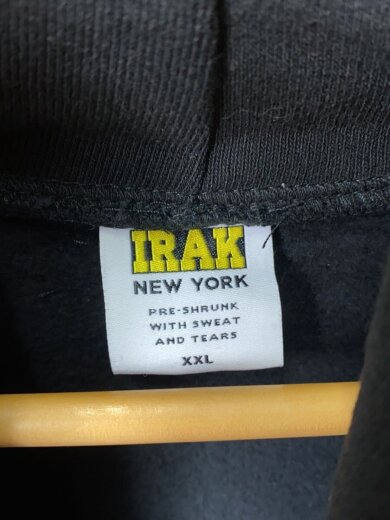 IRAK
NEW YORK
PRE-SHRUNK
WITH SWEAT
AND TEARS
XXL